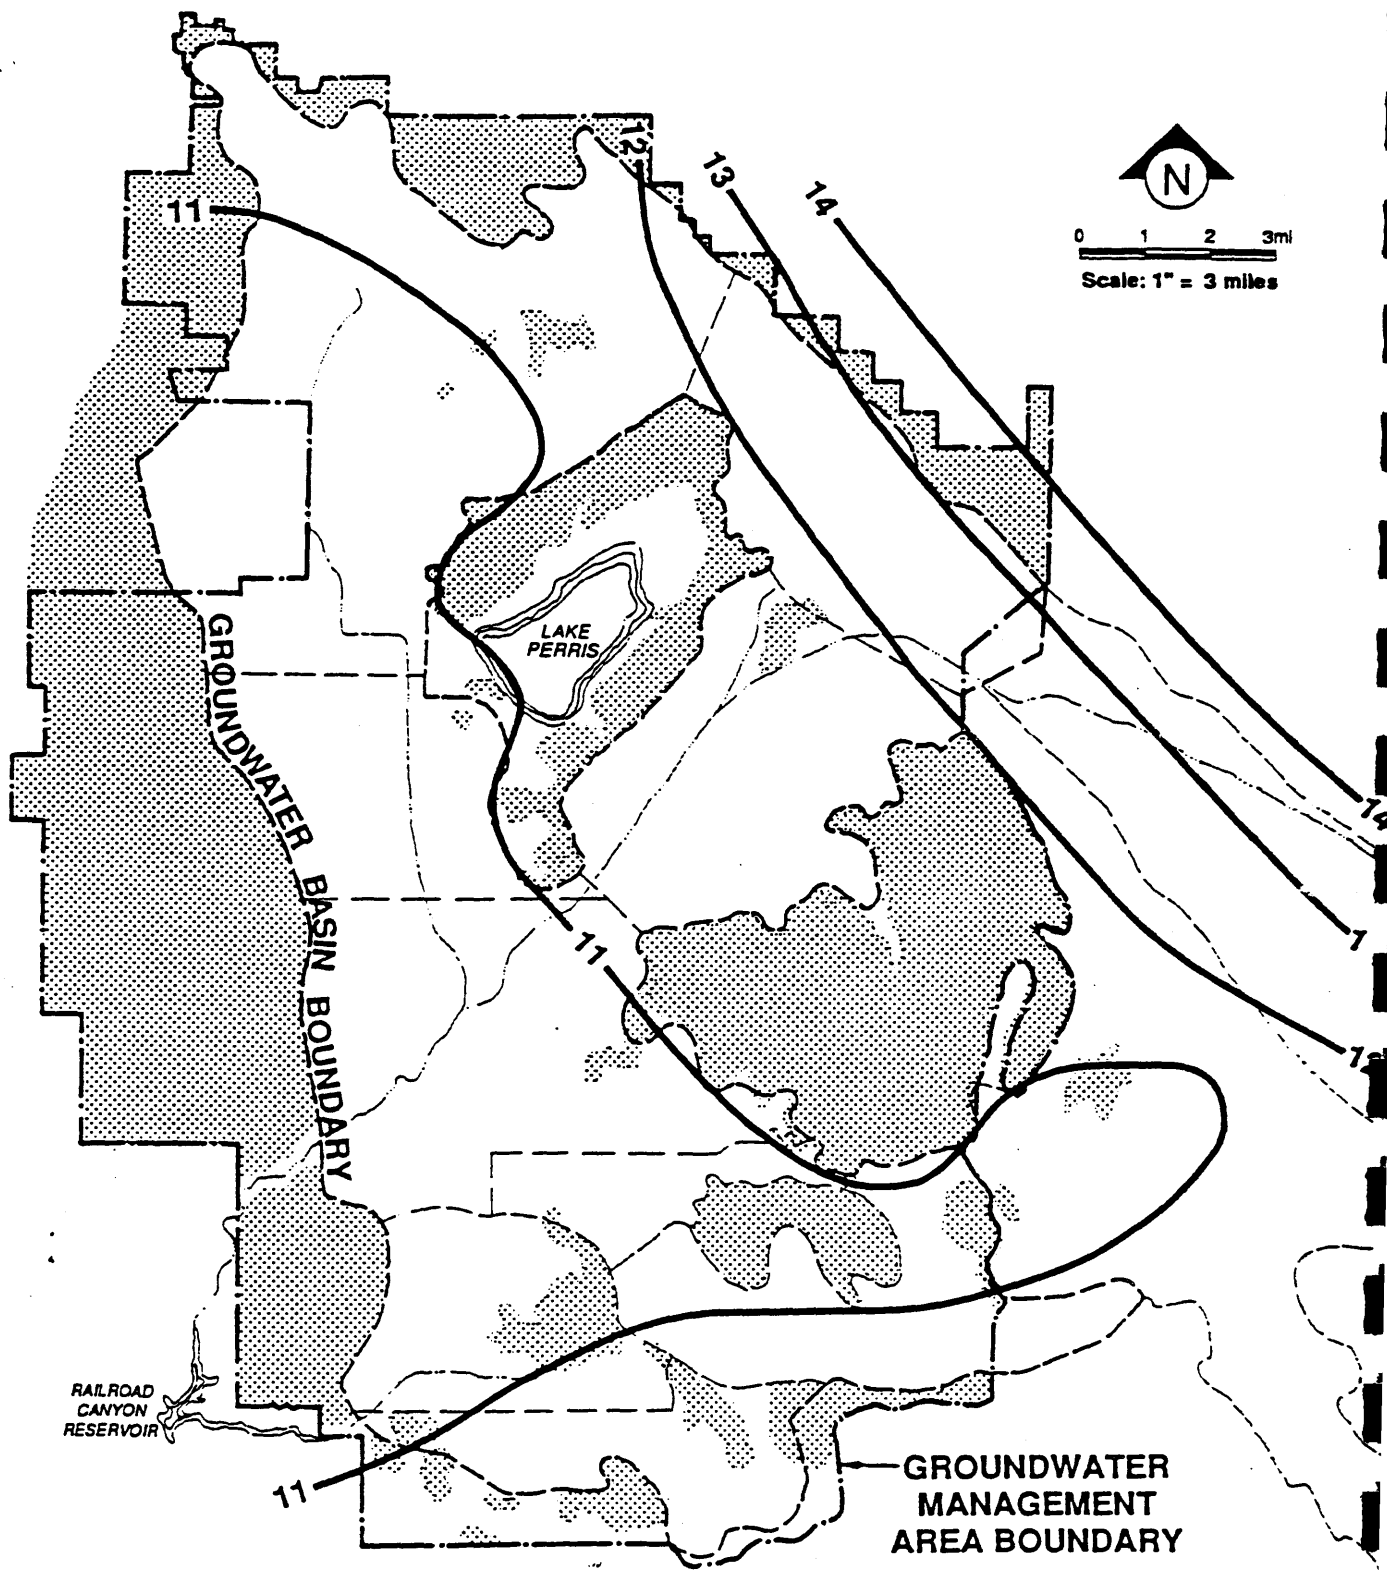 12
13
14
N
0 1 2 3mi
Scale: 1" = 3 miles
11
LAKE
PERRIS
GROUNDWATER BASIN BOUNDARY
14
11
RAILROAD
CANYON
RESERVOIR
11
GROUNDWATER
MANAGEMENT
AREA BOUNDARY